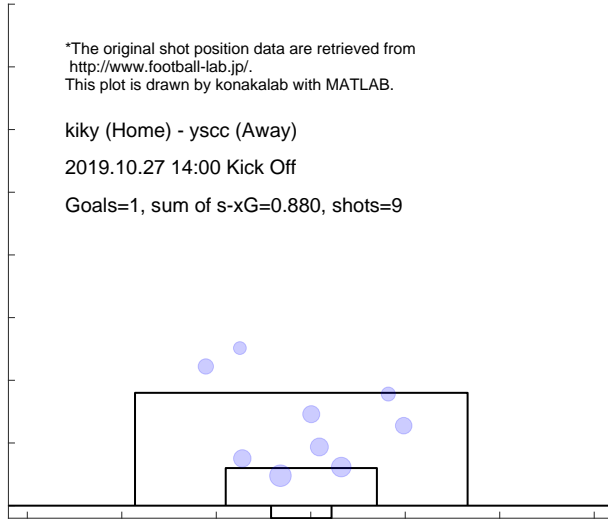 *The original shot position data are retrieved from
http://www.football-lab.jp/.
This plot is drawn by konakalab with MATLAB.
kiky (Home) - yscc (Away)
2019.10.27 14:00 Kick Off
Goals=1, sum of s-xG=0.880, shots=9